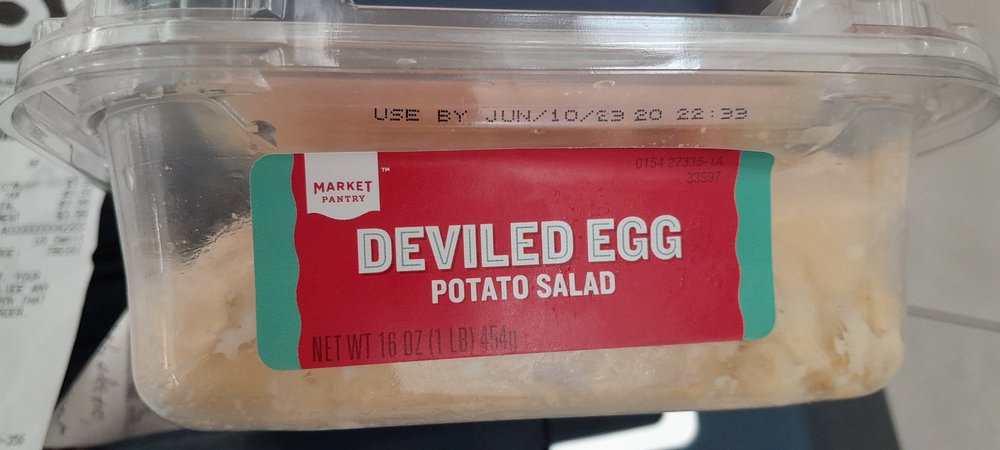 USE BY JUN/10/23 20 22:33
MARKET
PANTRY
™
0154 27335-1A
33597
DEVILED EGG
POTATO SALAD
NET WT 16 OZ (1 LB) 454g